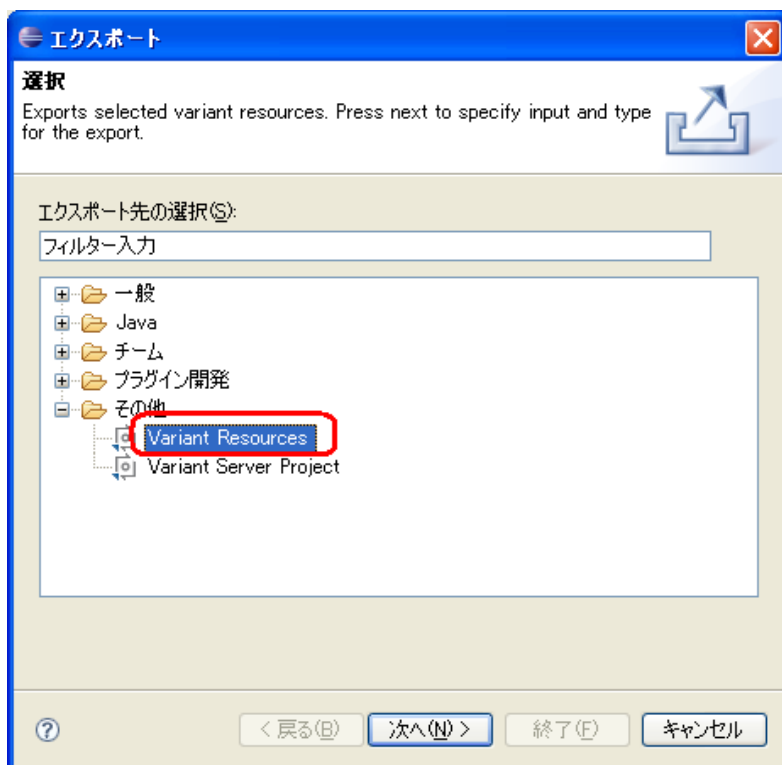 エクスポート
選択
Exports selected variant resources. Press next to specify input and type
for the export.
エクスポート先の選択(S):
フィルター入力
一般
Java
チーム
プラグイン開発
その他
Variant Resources
Variant Server Project
< 戻る(B) 次へ(N) > 終了(F) キャンセル